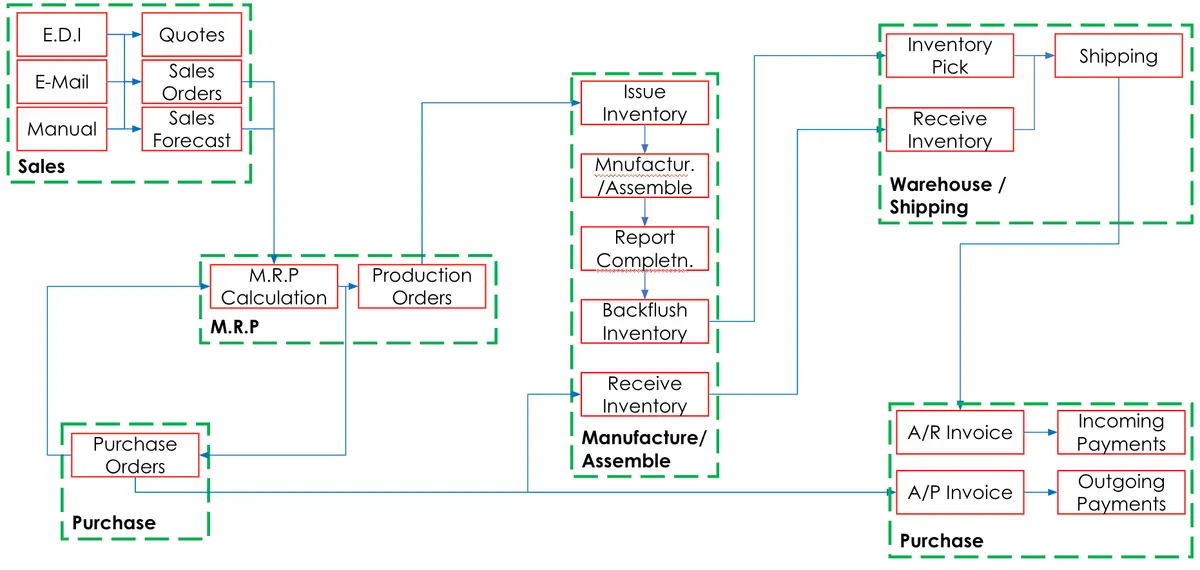 E.D.I
Quotes
E-Mail
Sales
Orders
Manual
Sales
Forecast
Sales
M.R.P
Calculation
Production
Orders
M.R.P
Purchase
Orders
Purchase
Issue
Inventory
Mnufactur.
/Assemble
Report
Completn.
Backflush
Inventory
Receive
Inventory
Manufacture/
Assemble
Inventory
Pick
Shipping
Receive
Inventory
Warehouse /
Shipping
A/R Invoice
Incoming
Payments
A/P Invoice
Outgoing
Payments
Purchase